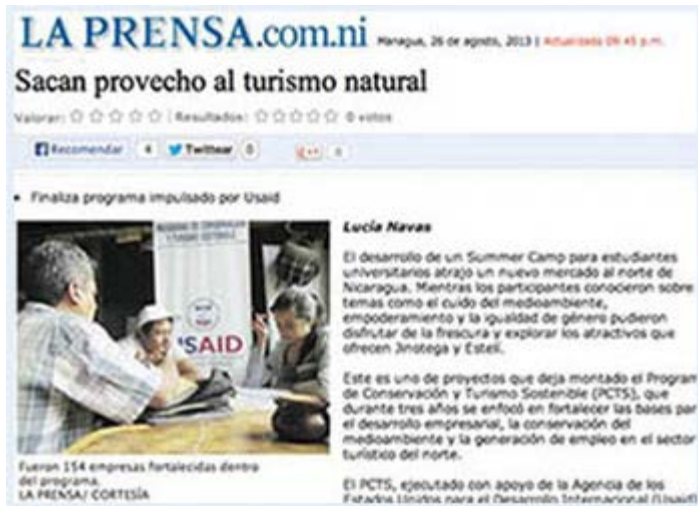 LA PRENSA.com.ni Managua, 26 de agosto, 2013 | Actualizada 09:45 p.m.
Sacan provecho al turismo natural
Valorar: | Resultados: 0 votos
Recomendar 4 Twittear 0 0
• Finaliza programa impulsado por Usaid
USAID
Fueron 154 empresas fortalecidas dentro
del programa.
LA PRENSA/ CORTESÍA
Lucía Navas
El desarrollo de un Summer Camp para estudiantes
universitarios atrajo un nuevo mercado al norte de
Nicaragua. Mientras los participantes conocieron sobre
temas como el cuido del medioambiente,
empoderamiento y la igualdad de género pudieron
disfrutar de la frescura y explorar los atractivos que
ofrecen Jinotega y Estelí.
Este es uno de proyectos que deja montado el Program
de Conservación y Turismo Sostenible (PCTS), que
durante tres años se enfocó en fortalecer las bases par
el desarrollo empresarial, la conservación del
medioambiente y la generación de empleo en el sector
turístico del norte.
El PCTS, ejecutado con apoyo de la Agencia de los
Estados Unidos para el Desarrollo Internacional (Usaid)